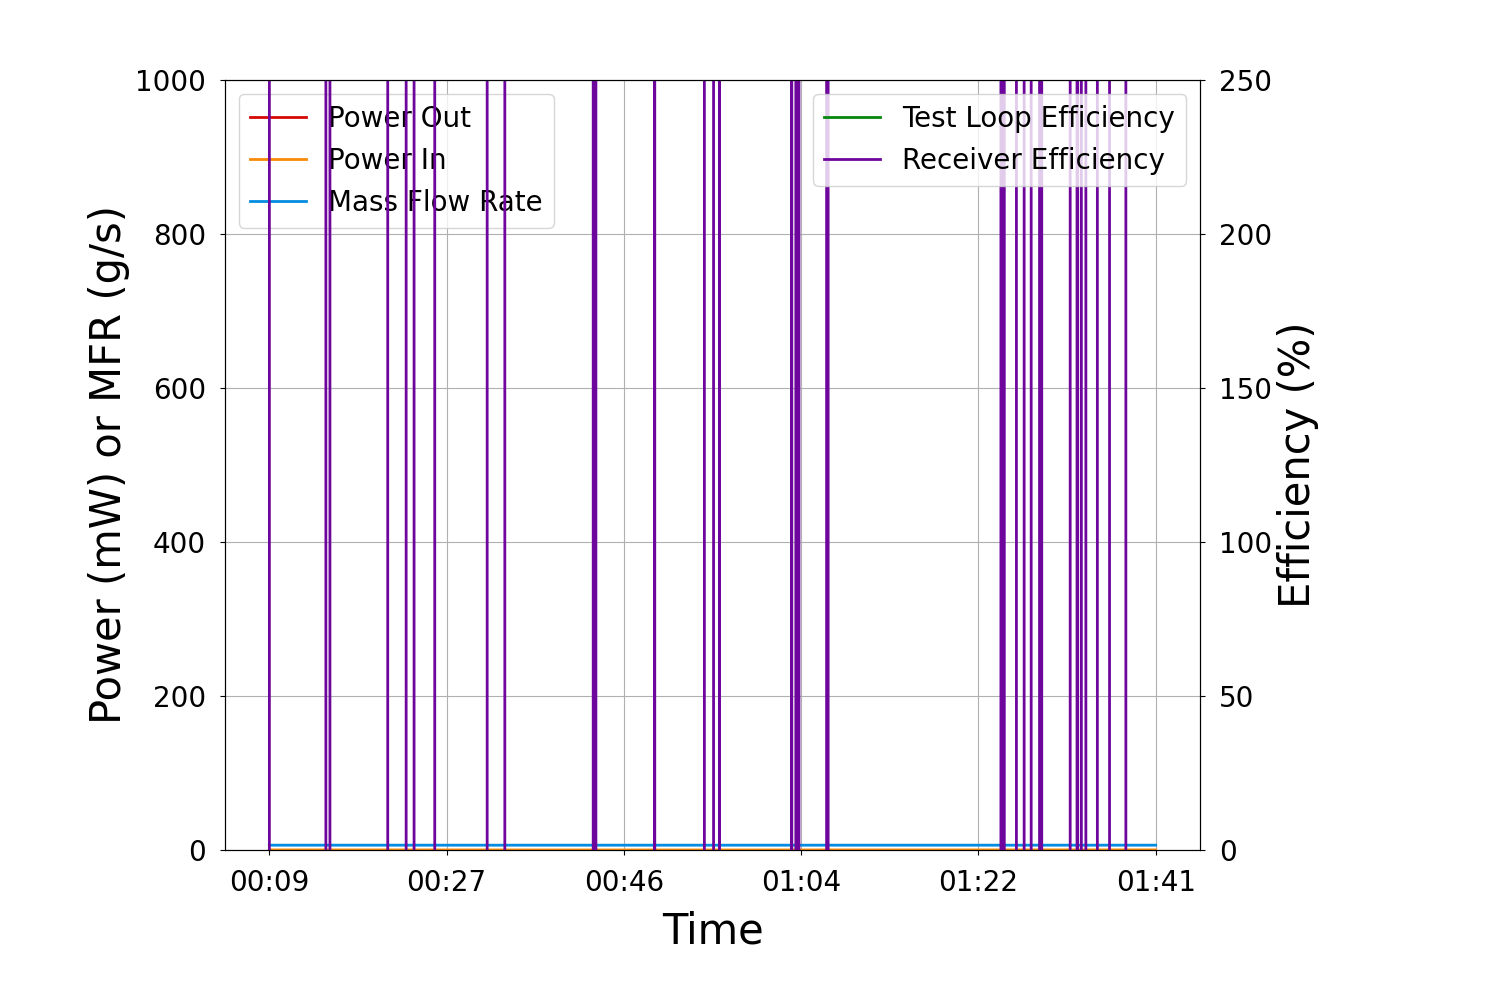 1000
800
600
400
200
0
Power (mW) or MFR (g/s)
Power Out
Power In
Mass Flow Rate
Test Loop Efficiency
Receiver Efficiency
250
200
150
100
50
0
Efficiency (%)
00:09 00:27 00:46 01:04 01:22 01:41
Time